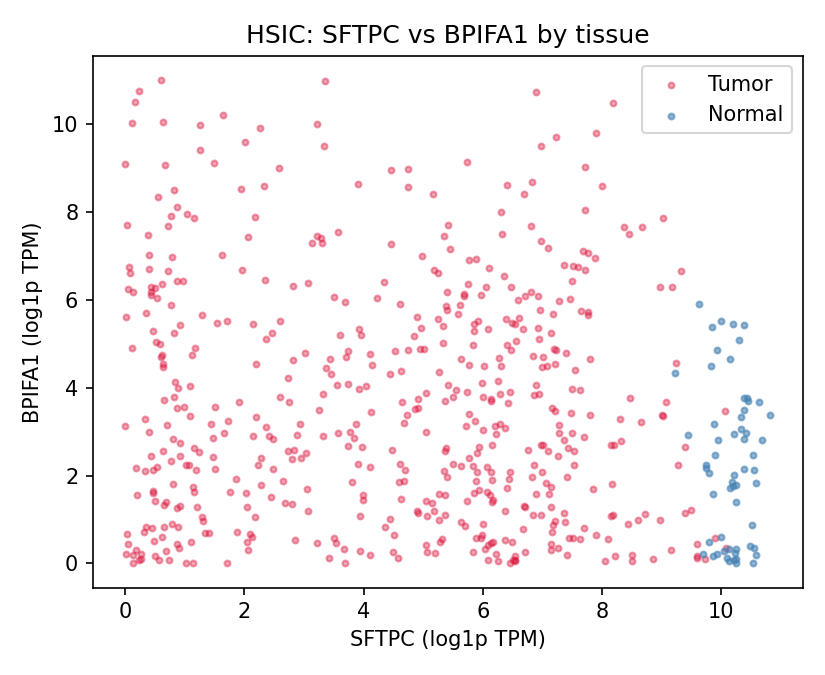 HSIC: SFTPC vs BPIFA1 by tissue
Tumor
Normal
BPIFA1 (log1p TPM)
10
8
6
4
2
0
0 2 4 6 8 10
SFTPC (log1p TPM)